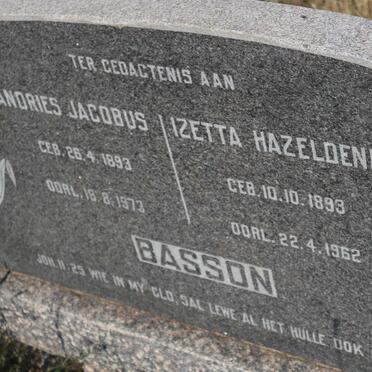 TER GEDAGTENIS AAN
ANDRIES JACOBUS
GEB. 26.4.1893
OORL. 18.8.1973
IZETTA HAZELDEN
GEB. 10.10.1893
OORL. 22.4.1962
BASSON
JOH. 11:25 WIE IN MY GLO, SAL LEWE AL HET HULLE OOK